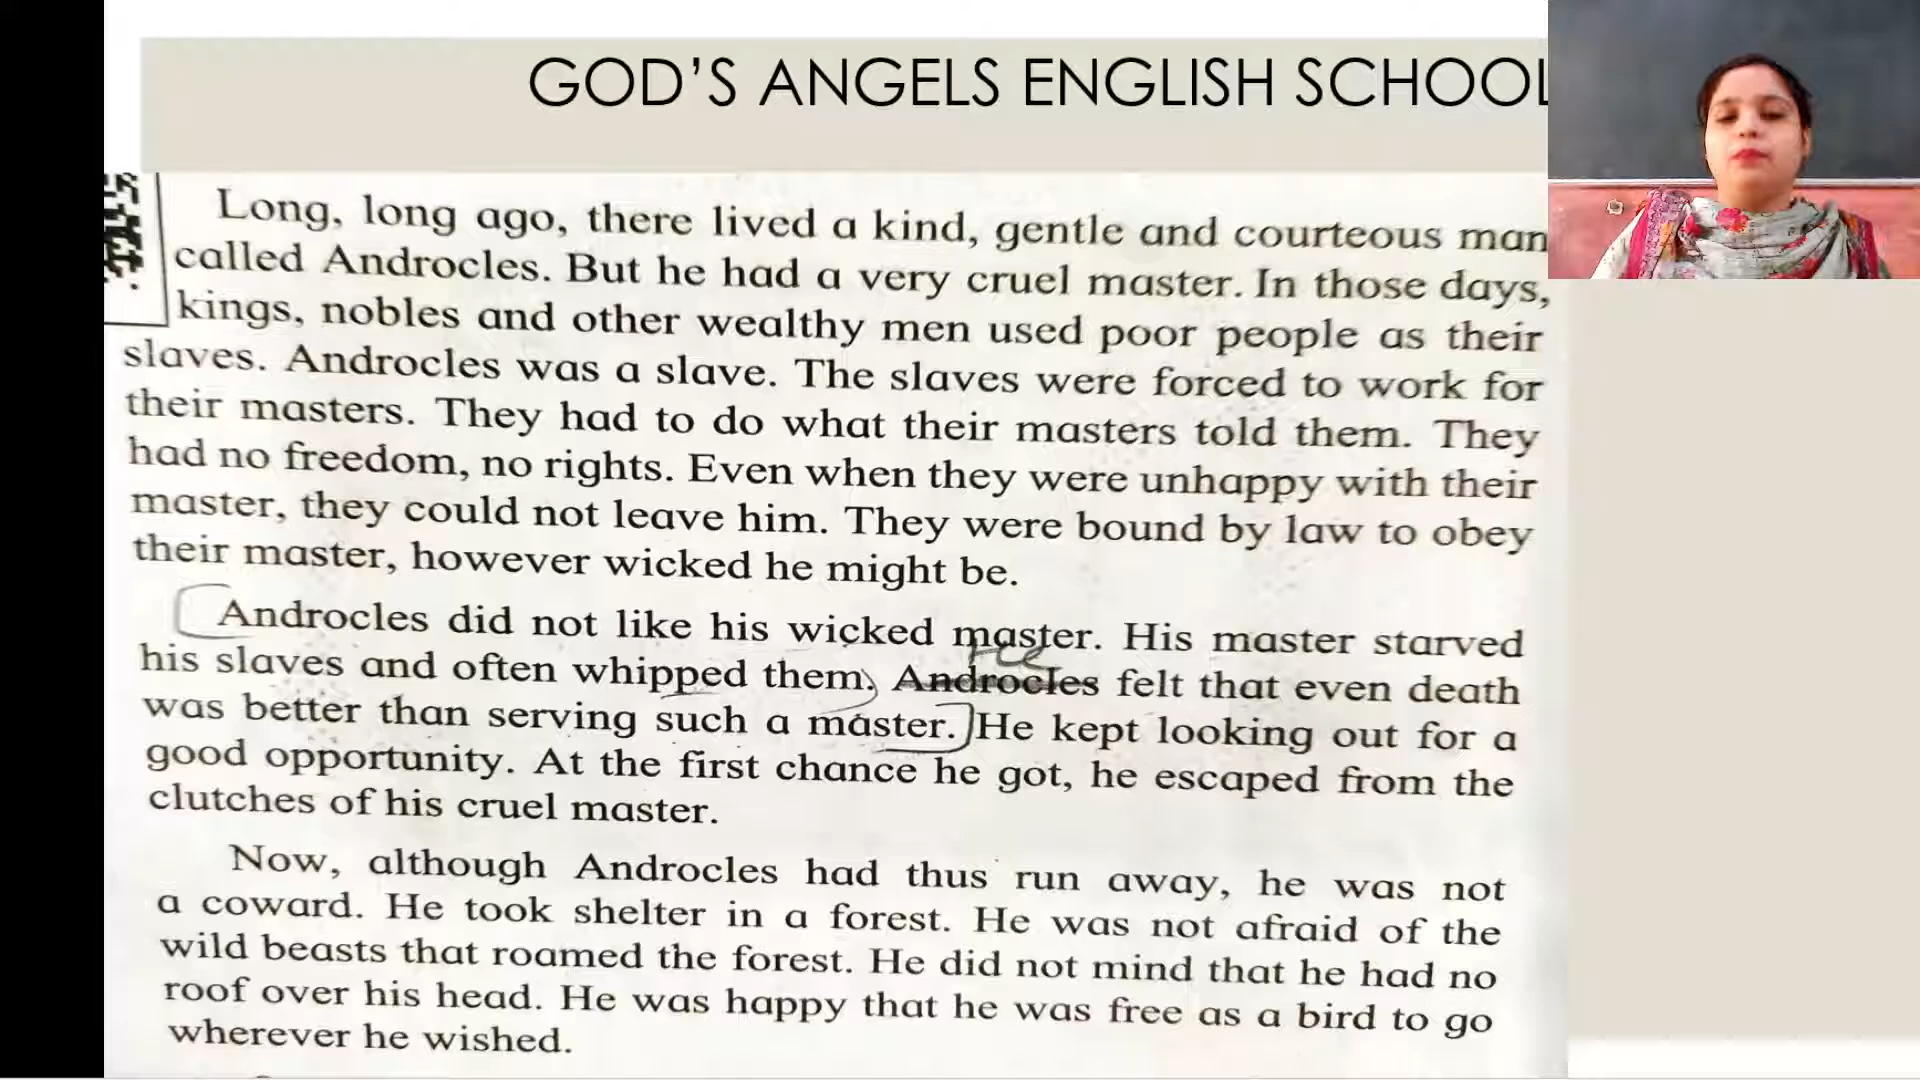 GOD'S ANGELS ENGLISH SCHOOL
Long, long ago, there lived a kind, gentle and courteous man
called Androcles. But he had a very cruel master. In those days,
kings, nobles and other wealthy men used poor people as their
slaves. Androcles was a slave. The slaves were forced to work for
their masters. They had to do what their masters told them. They
had no freedom, no rights. Even when they were unhappy with their
master, they could not leave him. They were bound by law to obey
their master, however wicked he might be.
Androcles did not like his wicked master. His master starved
He
his slaves and often whipped them. Androcles felt that even death
was better than serving such a master. He kept looking out for a
good opportunity. At the first chance he got, he escaped from the
clutches of his cruel master.
Now, although Androcles had thus run away, he was not
a coward. He took shelter in a forest. He was not afraid of the
wild beasts that roamed the forest. He did not mind that he had no
roof over his head. He was happy that he was free as a bird to go
wherever he wished.